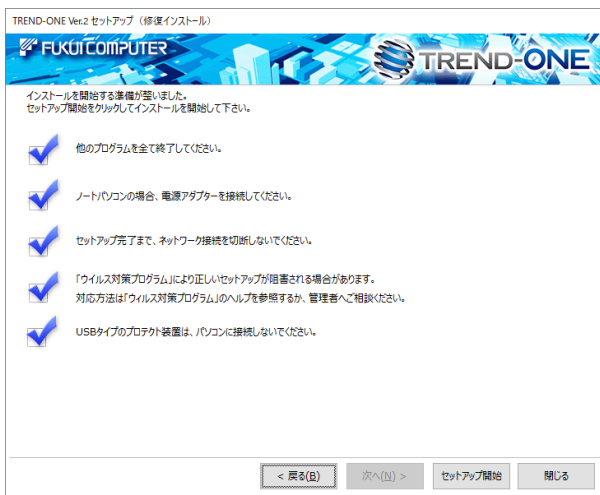 TREND-ONE Ver.2 セットアップ（修復インストール）
FUKUI COMPUTER
TREND-ONE
インストールを開始する準備が整いました。
セットアップ開始をクリックしてインストールを開始して下さい。
他のプログラムを全て終了してください。
ノートパソコンの場合、電源アダプターを接続してください。
セットアップ完了まで、ネットワーク接続を切断しないでください。
「ウイルス対策プログラム」により正しいセットアップが阻害される場合があります。
対応方法は「ウィルス対策プログラム」のヘルプを参照するか、管理者へご相談ください。
USBタイプのプロテクト装置は、パソコンに接続しないでください。
< 戻る(B) 次へ(N) > セットアップ開始 閉じる